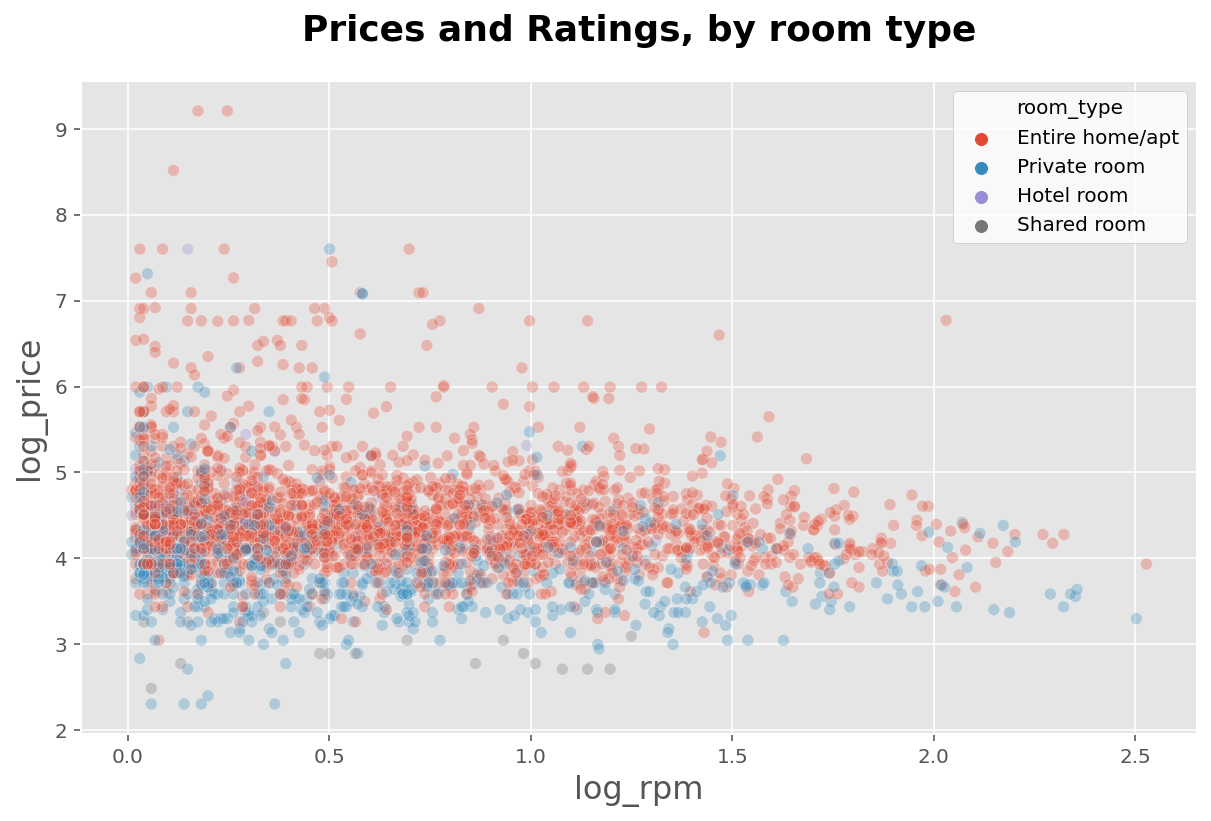 Prices and Ratings, by room type
room_type
Entire home/apt
Private room
Hotel room
Shared room
log_price
9
8
7
6
5
4
3
2
0.0 0.5 1.0 1.5 2.0 2.5
log_rpm